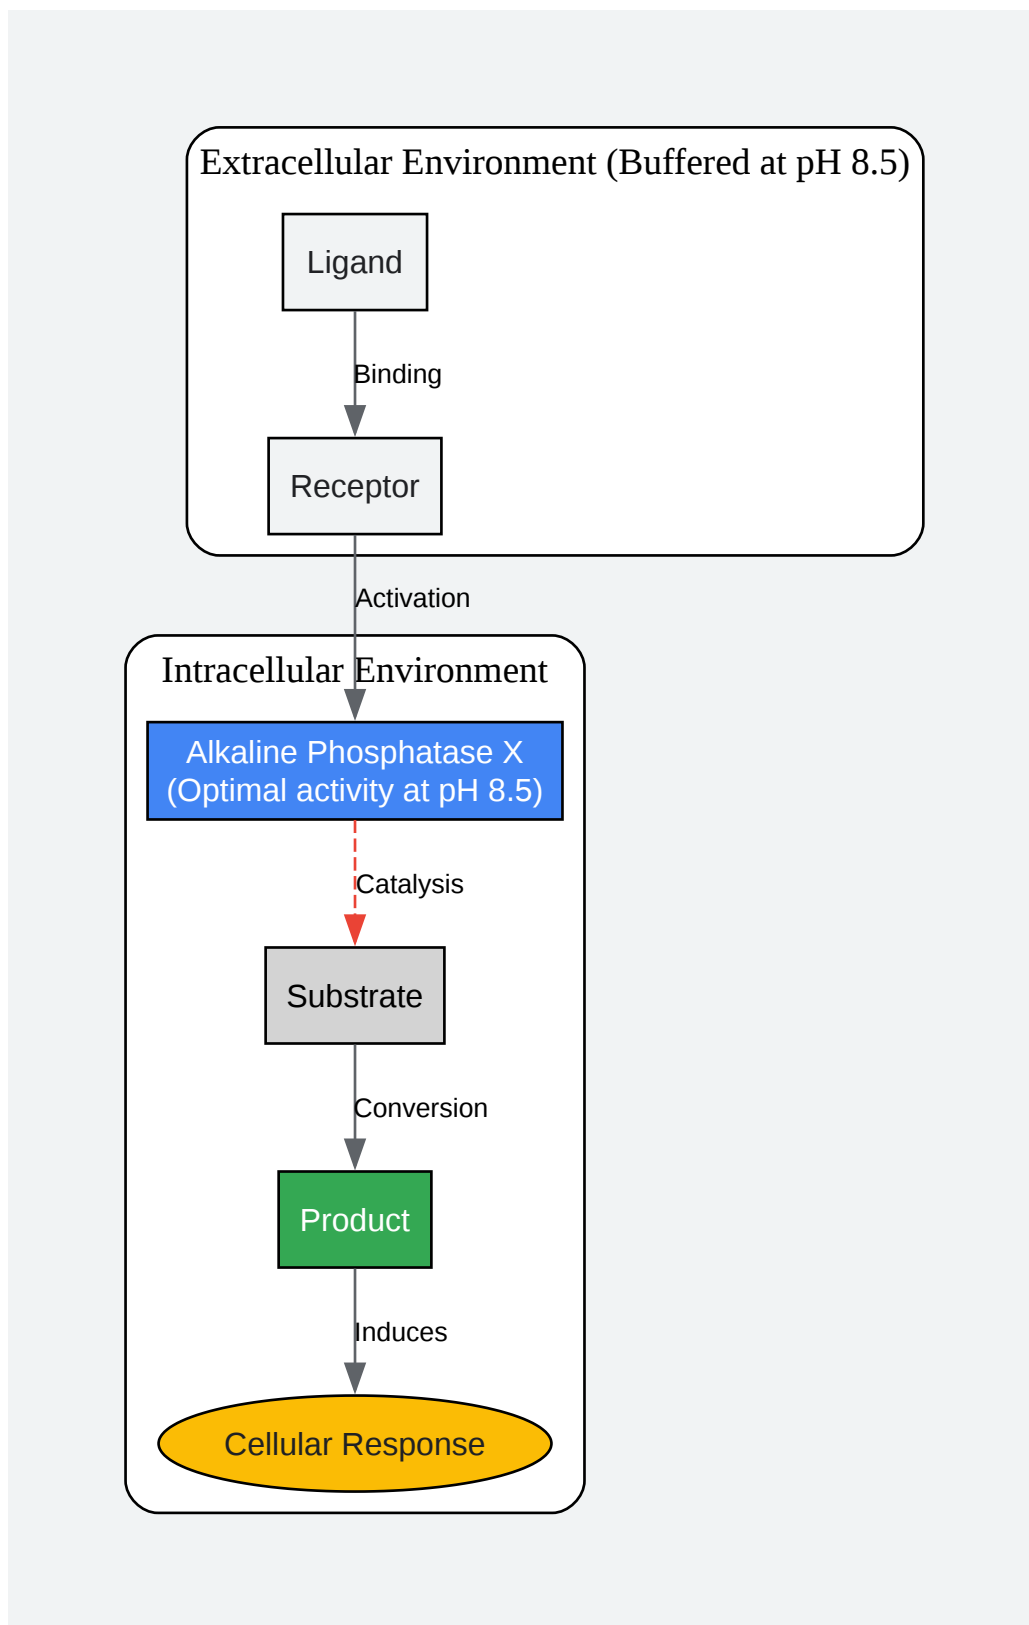 Extracellular Environment (Buffered at pH 8.5)
Ligand
Binding
Receptor
Activation
Intracellular Environment
Alkaline Phosphatase X
(Optimal activity at pH 8.5)
Catalysis
Substrate
Conversion
Product
Induces
Cellular Response